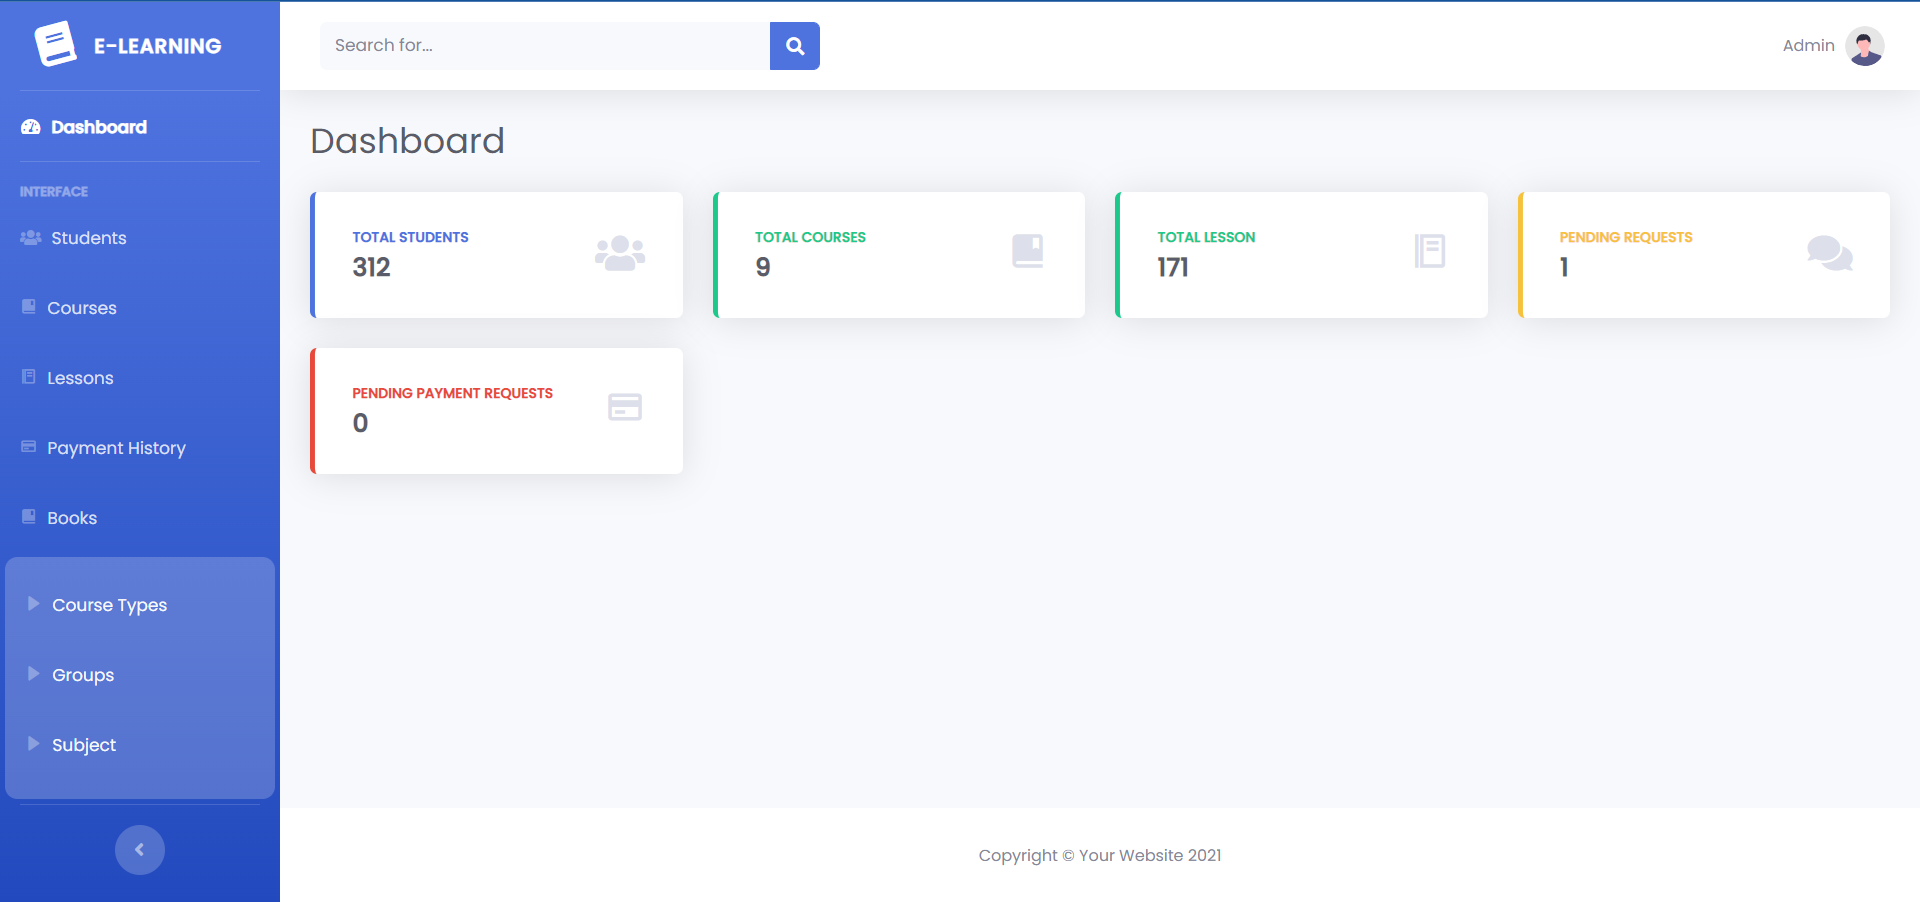 E-LEARNING
Dashboard
INTERFACE
Students
Courses
Lessons
Payment History
Books
Course Types
Groups
Subject
Search for...
Admin
Dashboard
TOTAL STUDENTS
312
TOTAL COURSES
9
TOTAL LESSON
171
PENDING REQUESTS
1
PENDING PAYMENT REQUESTS
0
Copyright © Your Website 2021